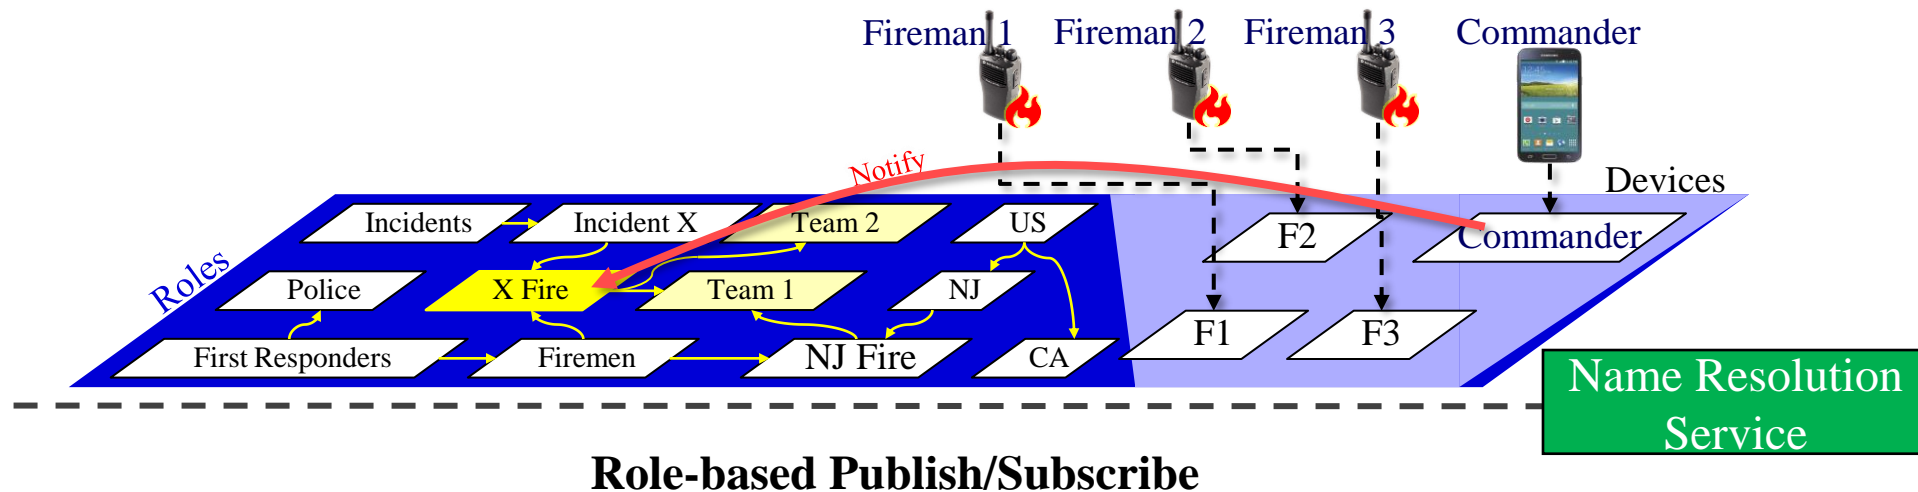 Fireman 1
Fireman 2
Fireman 3
Commander
Notify
Devices
Roles
Incidents
Incident X
Team 2
US
F2
Commander
Police
X Fire
Team 1
NJ
F1
F3
First Responders
Firemen
NJ Fire
CA
Name Resolution
Service
Role-based Publish/Subscribe